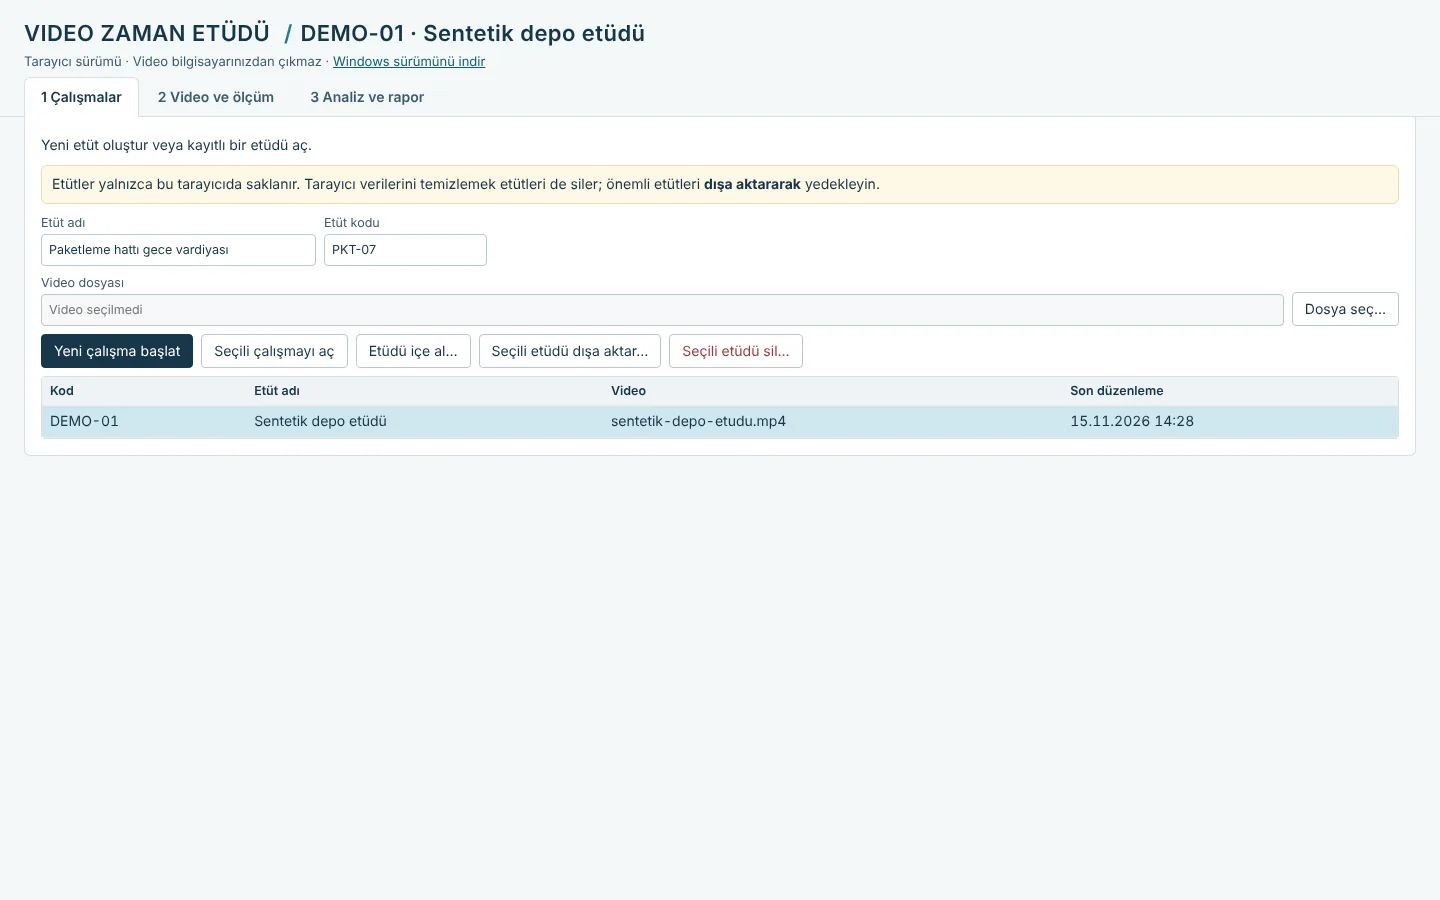 VIDEO ZAMAN ETÜDÜ / DEMO-01 · Sentetik depo etüdü
Tarayıcı sürümü · Video bilgisayarınızdan çıkmaz · Windows sürümünü indir
1 Çalışmalar 2 Video ve ölçüm 3 Analiz ve rapor
Yeni etüt oluştur veya kayıtlı bir etüdü aç.
Etütler yalnızca bu tarayıcıda saklanır. Tarayıcı verilerini temizlemek etütleri de siler; önemli etütleri dışa aktararak yedekleyin.
Etüt adı Etüt kodu
Paketleme hattı gece vardiyası PKT-07
Video dosyası
Video seçilmedi Dosya seç...
Yeni çalışma başlat Seçili çalışmayı aç Etüdü içe al... Seçili etüdü dışa aktar... Seçili etüdü sil...
Kod Etüt adı Video Son düzenleme
DEMO-01 Sentetik depo etüdü sentetik-depo-etudu.mp4 15.11.2026 14:28